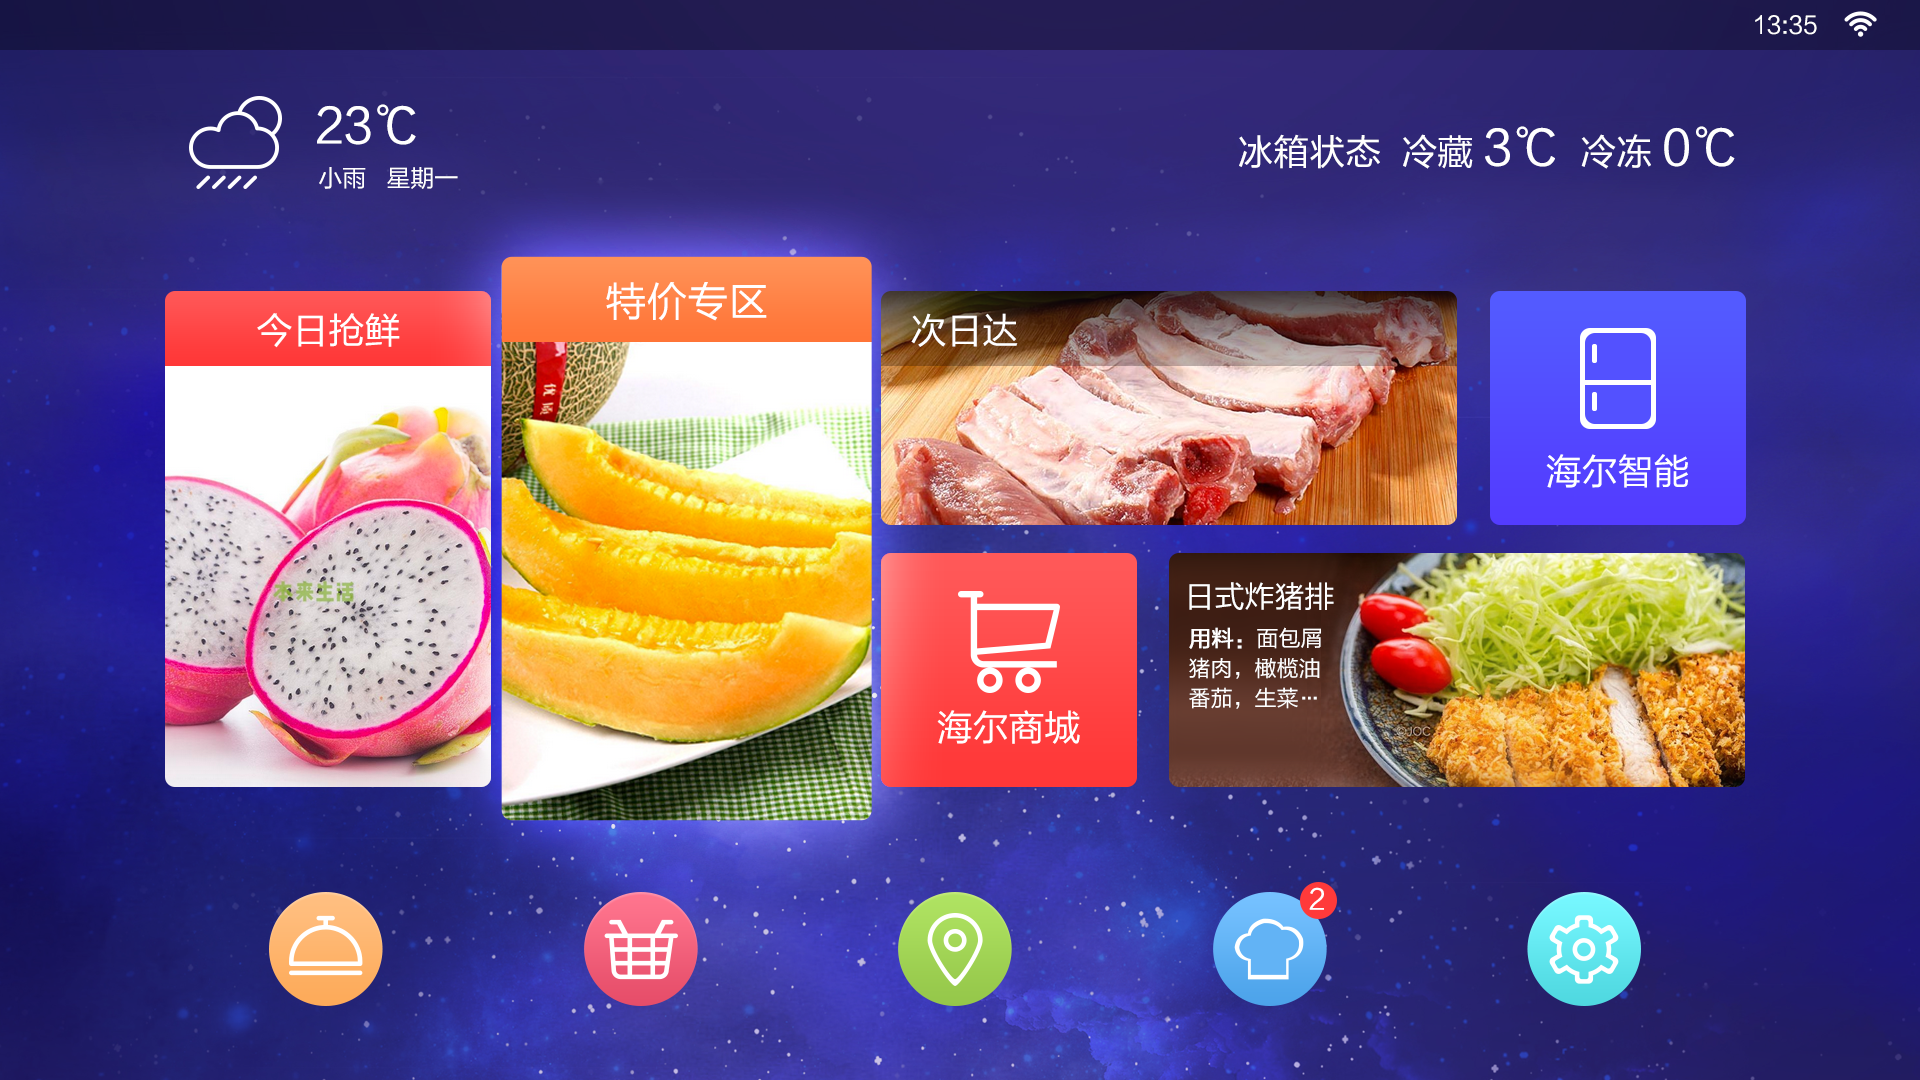 13:35
23℃
小雨 星期一
冰箱状态 冷藏 3℃ 冷冻 0℃
今日抢鲜
本来生活
特价专区
次日达
海尔智能
海尔商城
日式炸猪排
用料：面包屑
猪肉，橄榄油
番茄，生菜…
©JOC
2